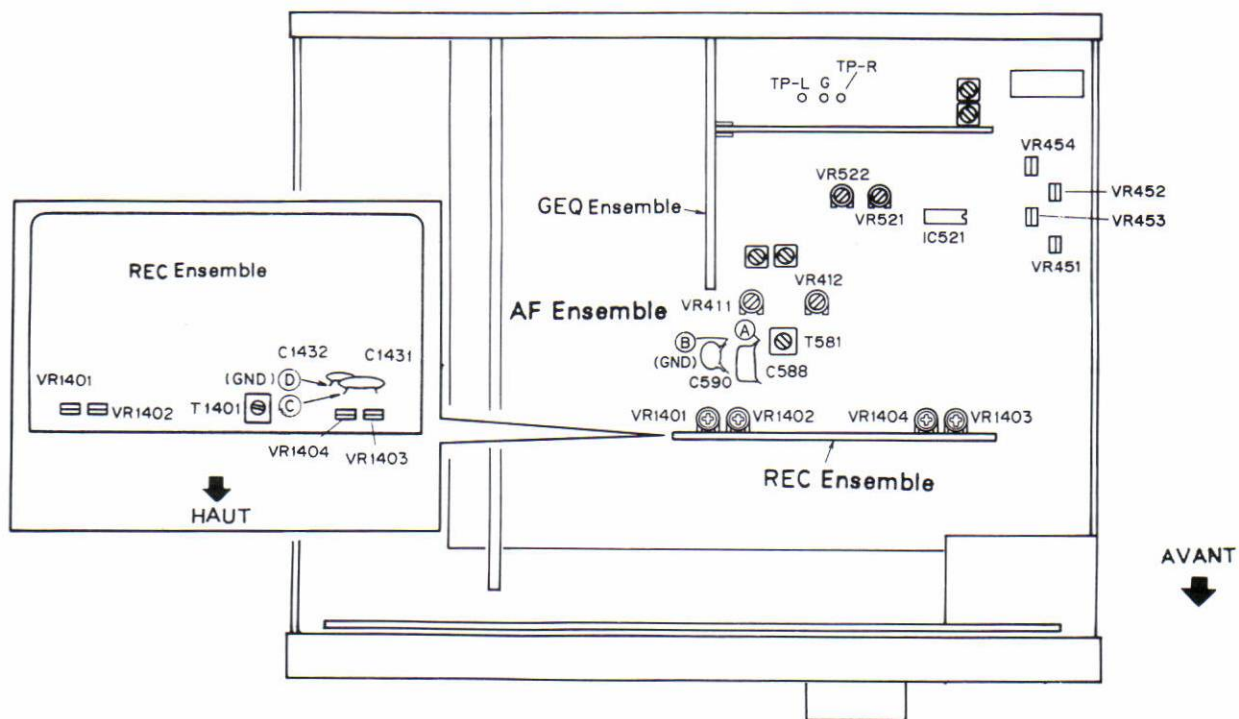 TP-R
TP-L G
VR454
VR522
VR452
GEQ Ensemble
VR521
VR453
IC521
REC Ensemble
VR451
VR412
AF Ensemble
VR411
A
B
T581
(GND)
C1432 C1431
C588
C590
VR1401
(GND) D
T1401 C
VR1402
VR1401 VR1402 VR1404 VR1403
VR1404 VR1403
REC Ensemble
HAUT
AVANT